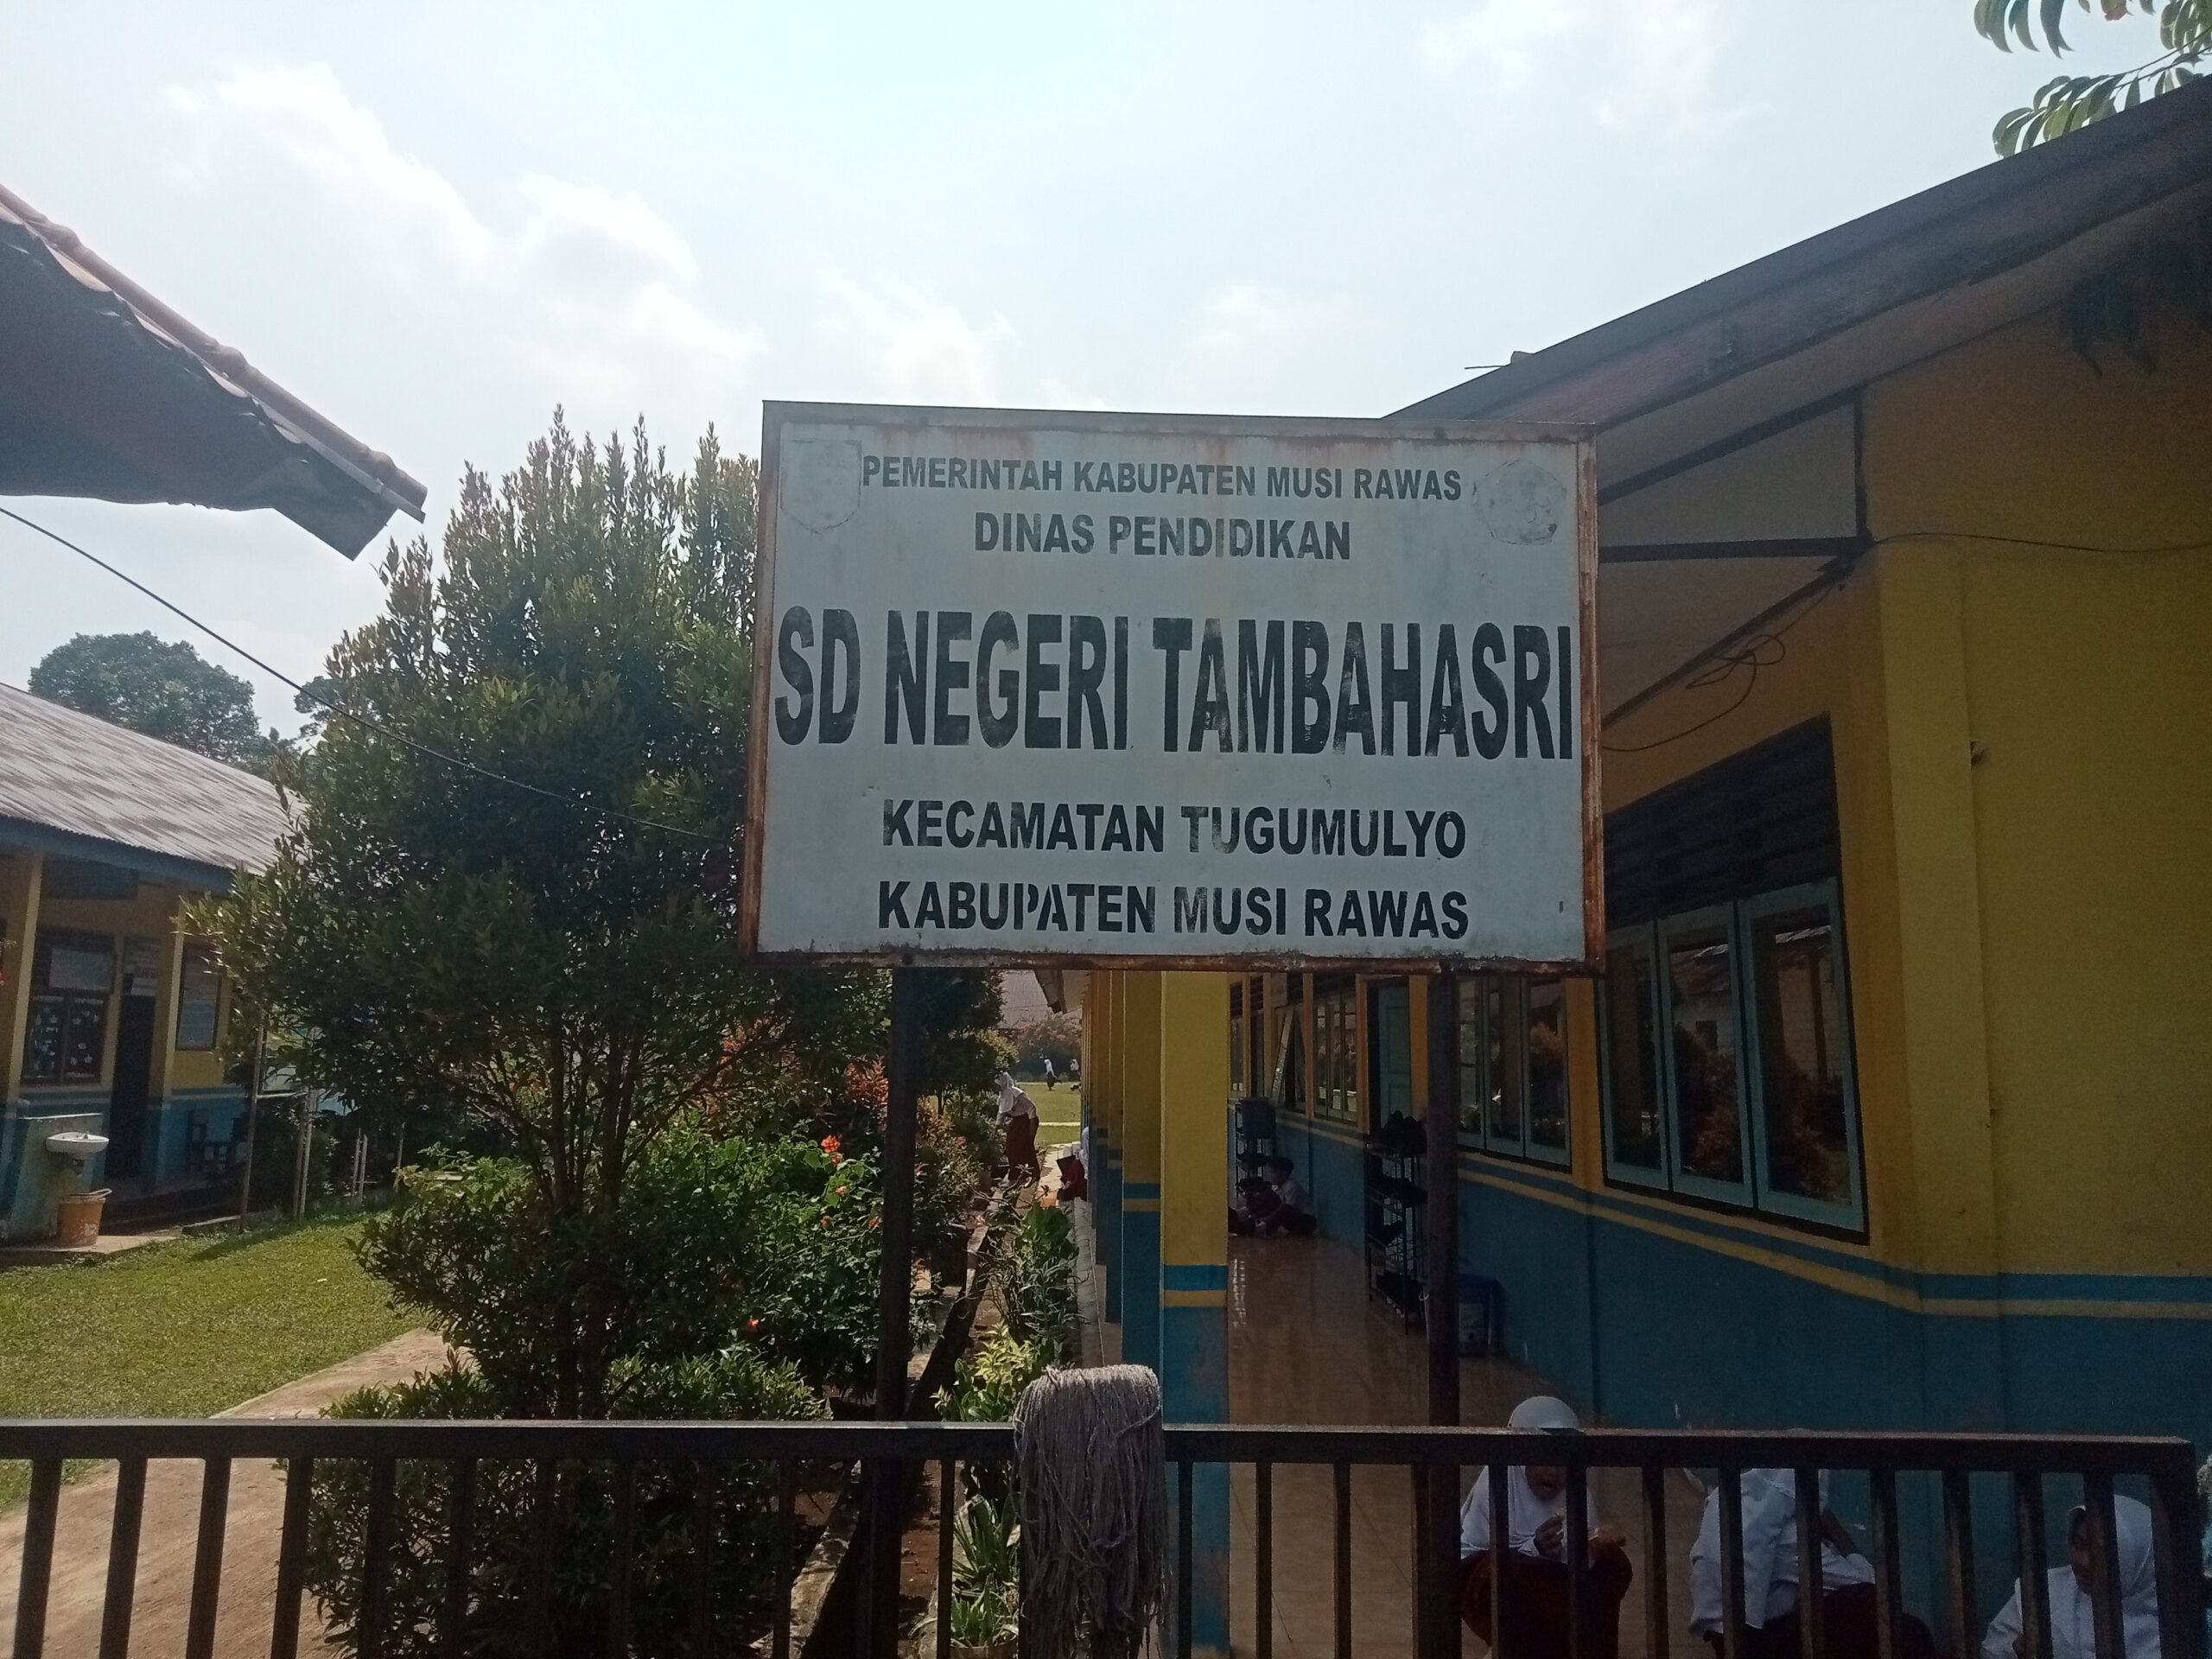 PEMERINTAH KABUPATEN MUSI RAWAS
DINAS PENDIDIKAN
SD NEGERI TAMBAHASRI
KECAMATAN TUGUMULYO
KABUPATEN MUSI RAWAS